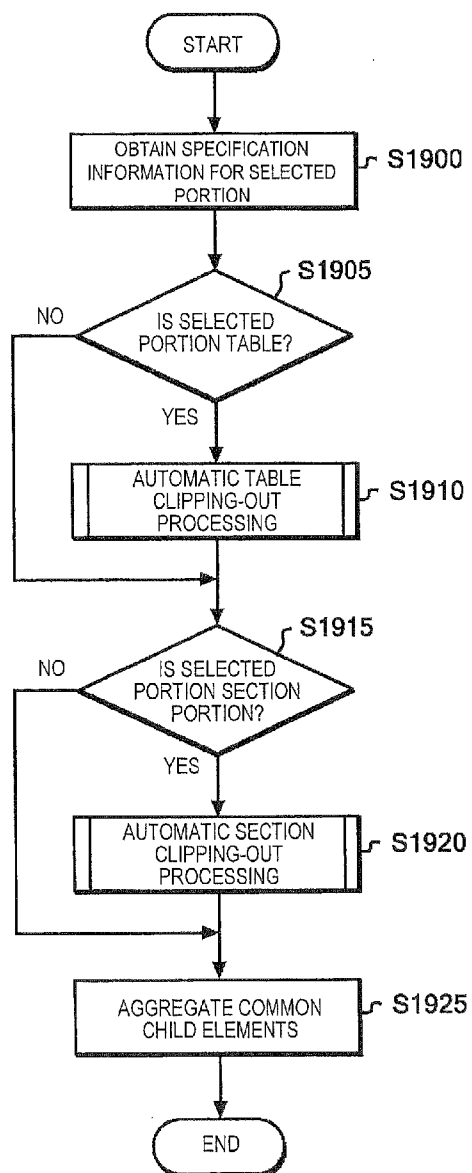 START
OBTAIN SPECIFICATION
INFORMATION FOR SELECTED
PORTION
S1900
S1905
NO
IS SELECTED
PORTION TABLE?
YES
AUTOMATIC TABLE
CLIPPING-OUT
PROCESSING
S1910
S1915
NO
IS SELECTED
PORTION SECTION
PORTION?
YES
AUTOMATIC SECTION
CLIPPING-OUT
PROCESSING
S1920
AGGREGATE COMMON
CHILD ELEMENTS
S1925
END